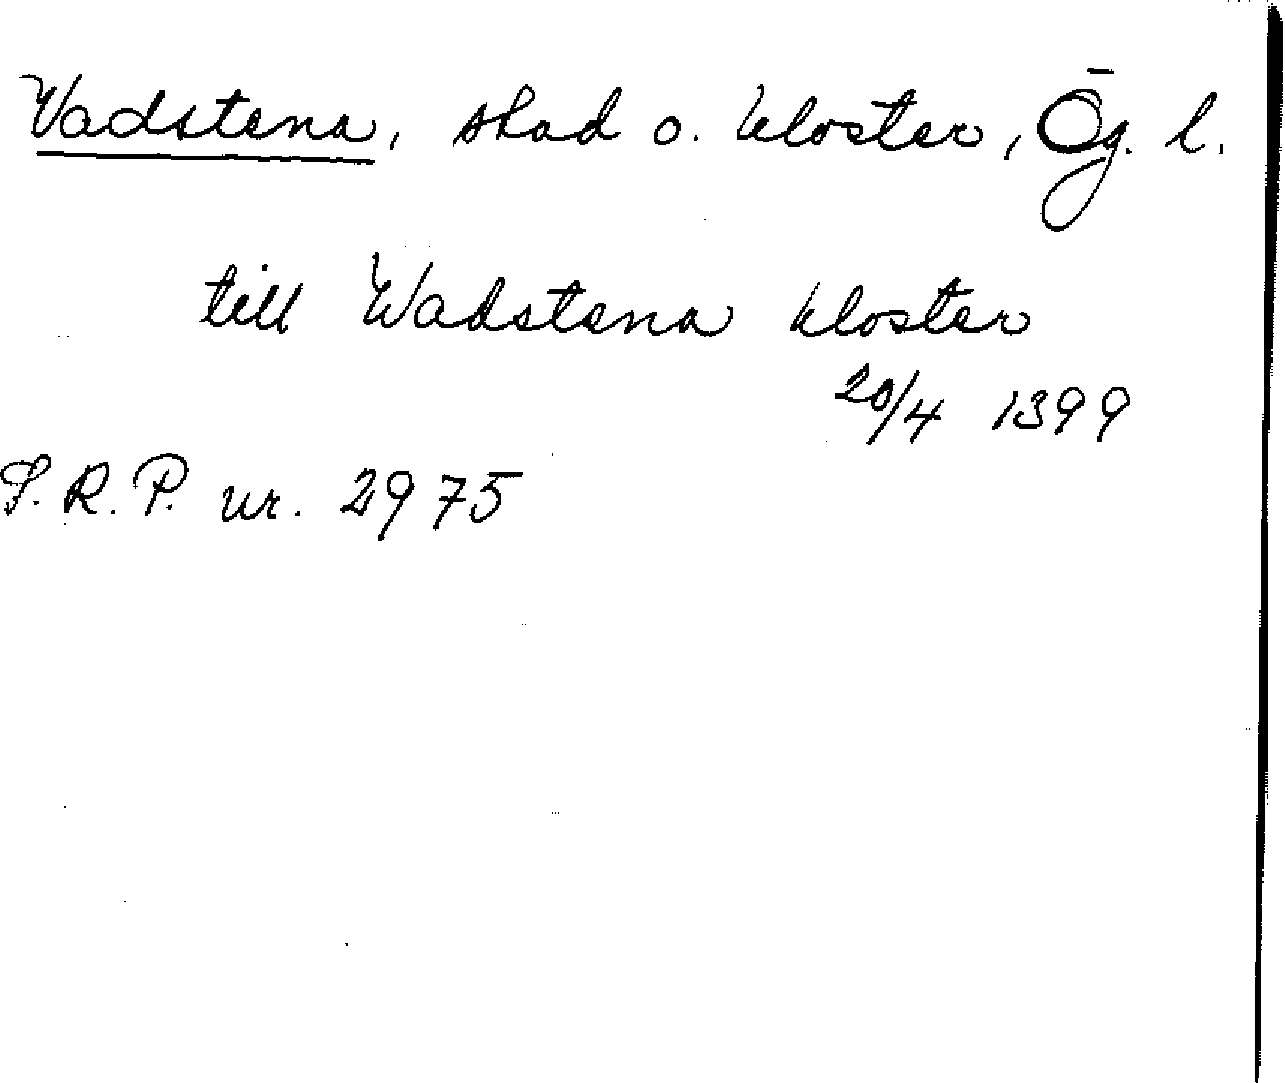 Vadstena, stad o. kloster, Ög. l.
till Wadstena kloster
20/4 1399
S.R.P. nr. 2975